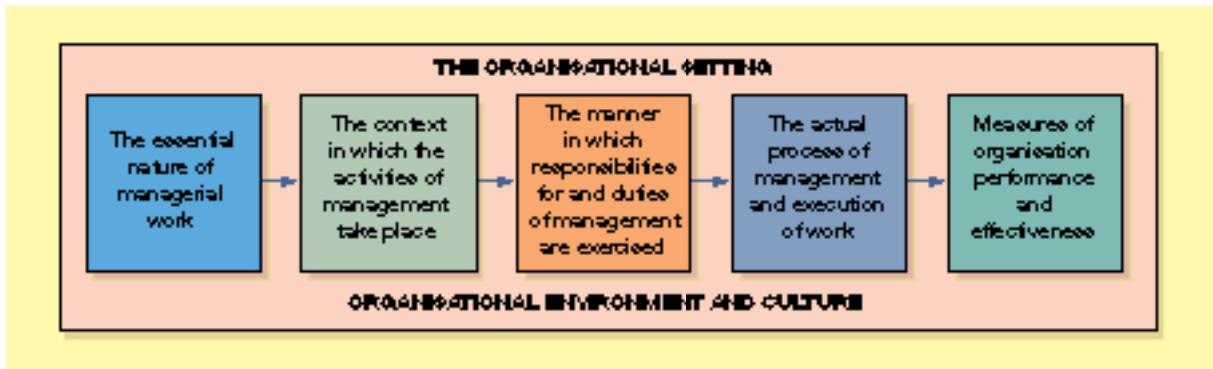 THE ORGANISATIONAL SETTING
The essential
nature of
managerial
work
The context
in which the
activities of
management
take place
The manner
in which
responsibilities
for and duties
of management
are exercised
The actual
process of
management
and execution
of work
Measures of
organisation
performance
and
effectiveness
ORGANISATIONAL ENVIRONMENT AND CULTURE